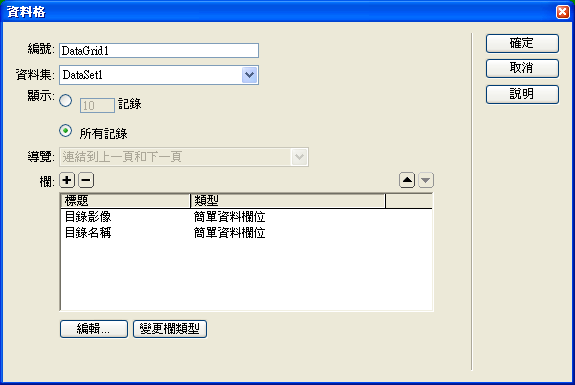 資料格
編號: DataGrid1
資料集: DataSet1
顯示: 10 記錄
所有記錄
導覽: 連結到上一頁和下一頁
欄:
標題 類型
目錄影像 簡單資料欄位
目錄名稱 簡單資料欄位
編輯... 變更欄類型
確定
取消
說明